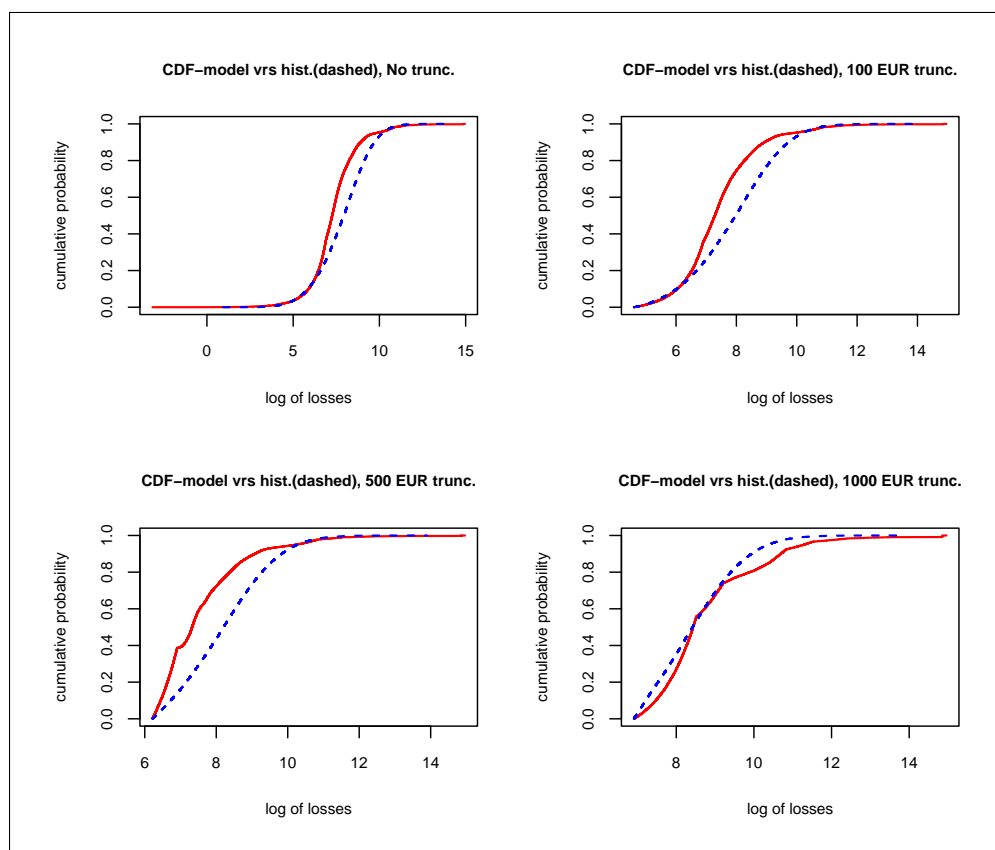 CDF−model vrs hist.(dashed), No trunc.
cumulative probability
0.0 0.2 0.4 0.6 0.8 1.0
0 5 10 15
log of losses
CDF−model vrs hist.(dashed), 100 EUR trunc.
cumulative probability
0.0 0.2 0.4 0.6 0.8 1.0
6 8 10 12 14
log of losses
CDF−model vrs hist.(dashed), 500 EUR trunc.
cumulative probability
0.0 0.2 0.4 0.6 0.8 1.0
6 8 10 12 14
log of losses
CDF−model vrs hist.(dashed), 1000 EUR trunc.
cumulative probability
0.0 0.2 0.4 0.6 0.8 1.0
8 10 12 14
log of losses